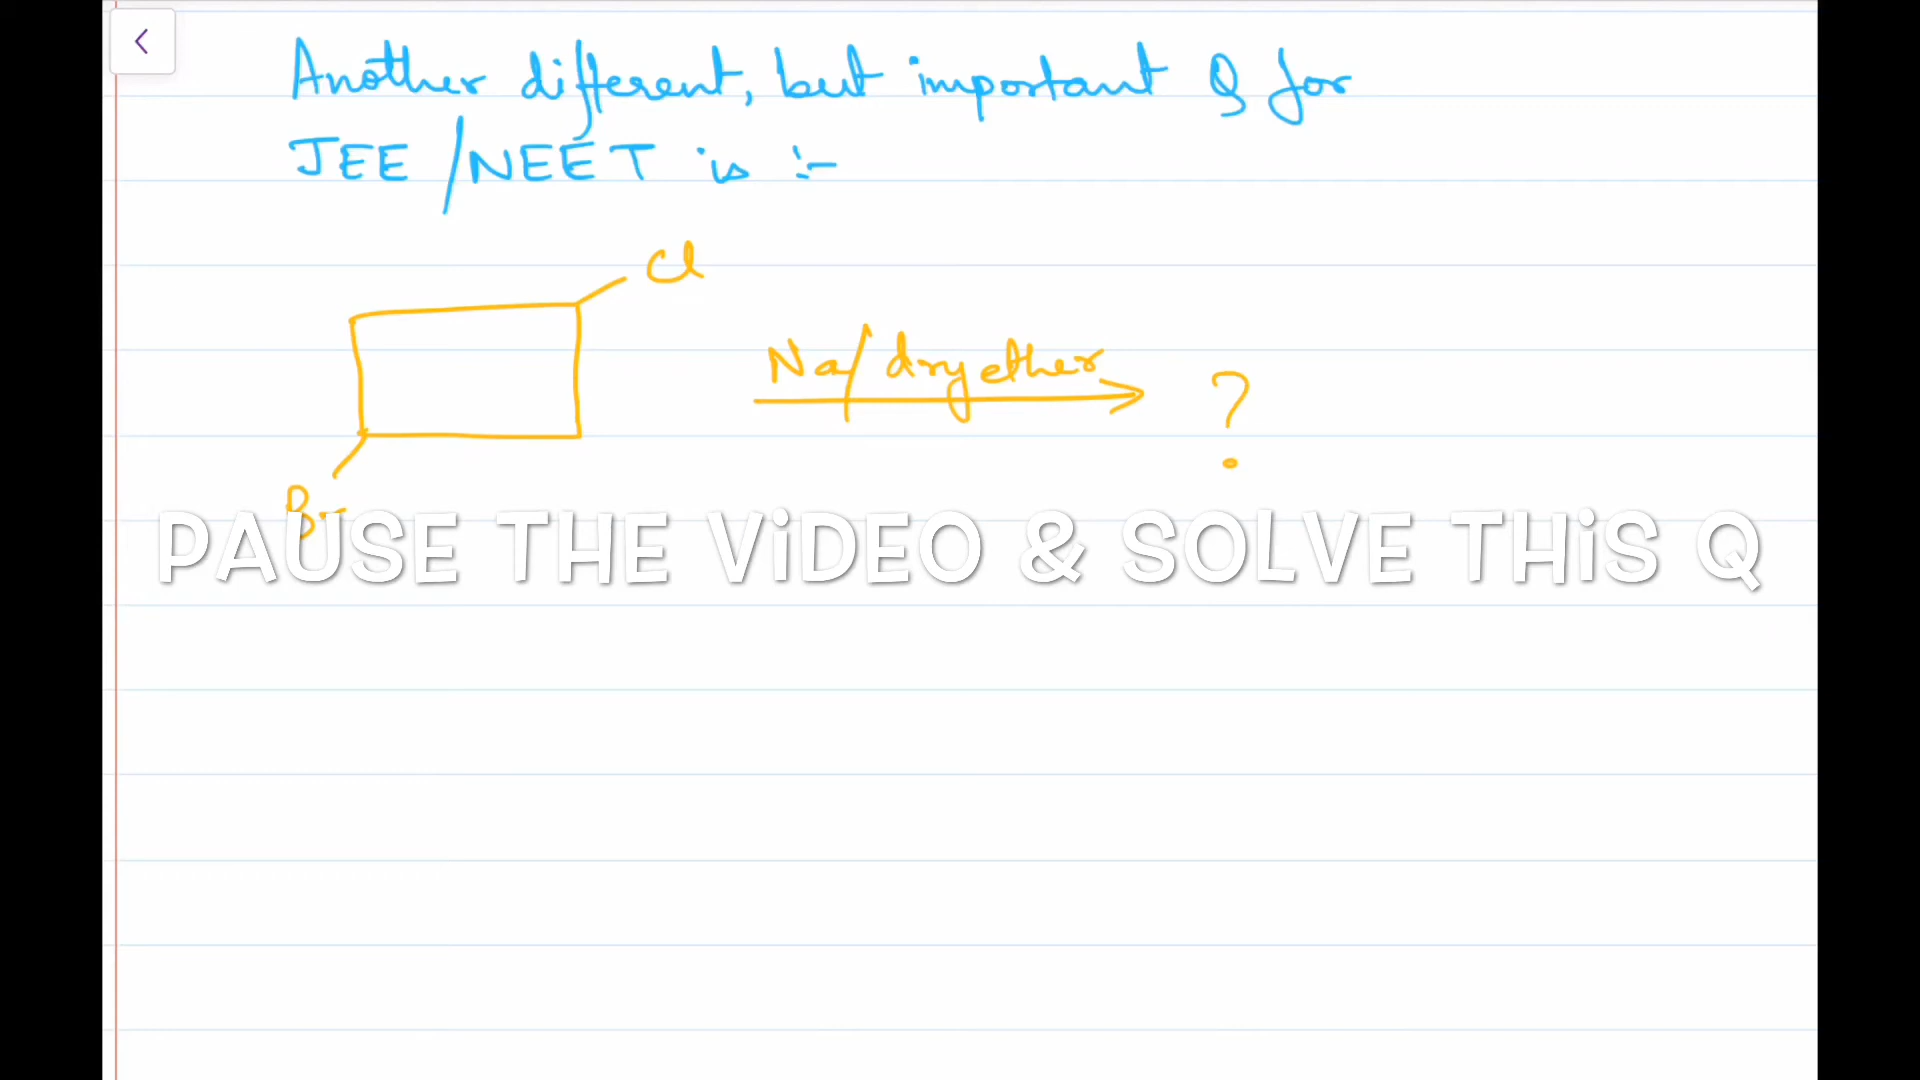 Another different, but important Q for
JEE/NEET is :-
Cl
Na/dry ether
?
Br
PAUSE THE ViDEO & SOLVE THiS Q